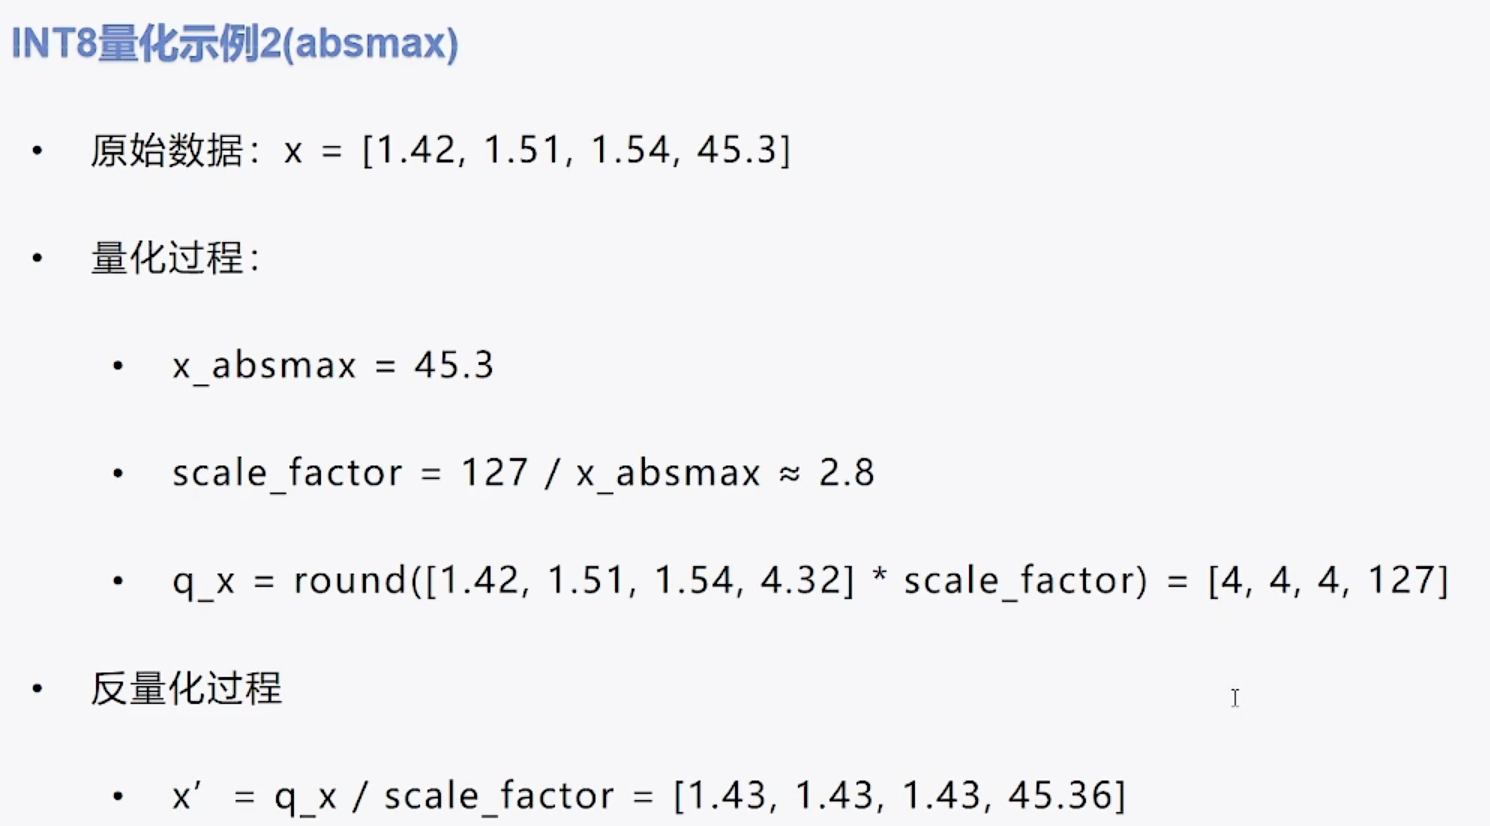 INT8量化示例2(absmax)
• 原始数据：x = [1.42, 1.51, 1.54, 45.3]
• 量化过程：
• x_absmax = 45.3
• scale_factor = 127 / x_absmax ≈ 2.8
• q_x = round([1.42, 1.51, 1.54, 4.32] * scale_factor) = [4, 4, 4, 127]
• 反量化过程
• x′ = q_x / scale_factor = [1.43, 1.43, 1.43, 45.36]